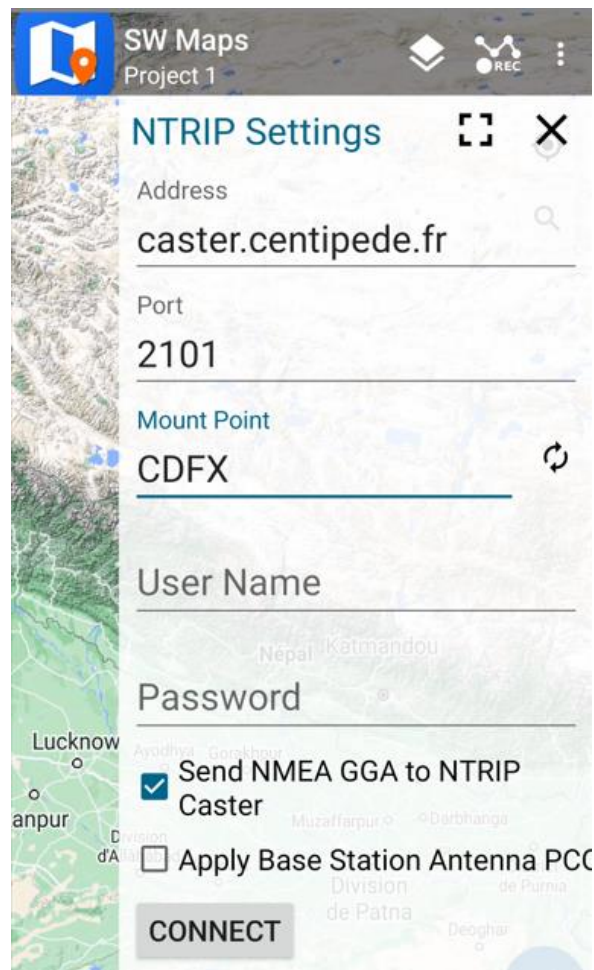 SW Maps
Project 1
REC
NTRIP Settings
Address
caster.centipede.fr
Port
2101
Mount Point
CDFX
User Name
Népal Katmandou
Password
Lucknow
Ayodhya Gorakhpur
Send NMEA GGA to NTRIP
Caster
anpur
Muzaffarpur
Darbhanga
Division
d'Allahabad
Apply Base Station Antenna PCO
Division
de Patna
de Purnia
Deoghar
CONNECT